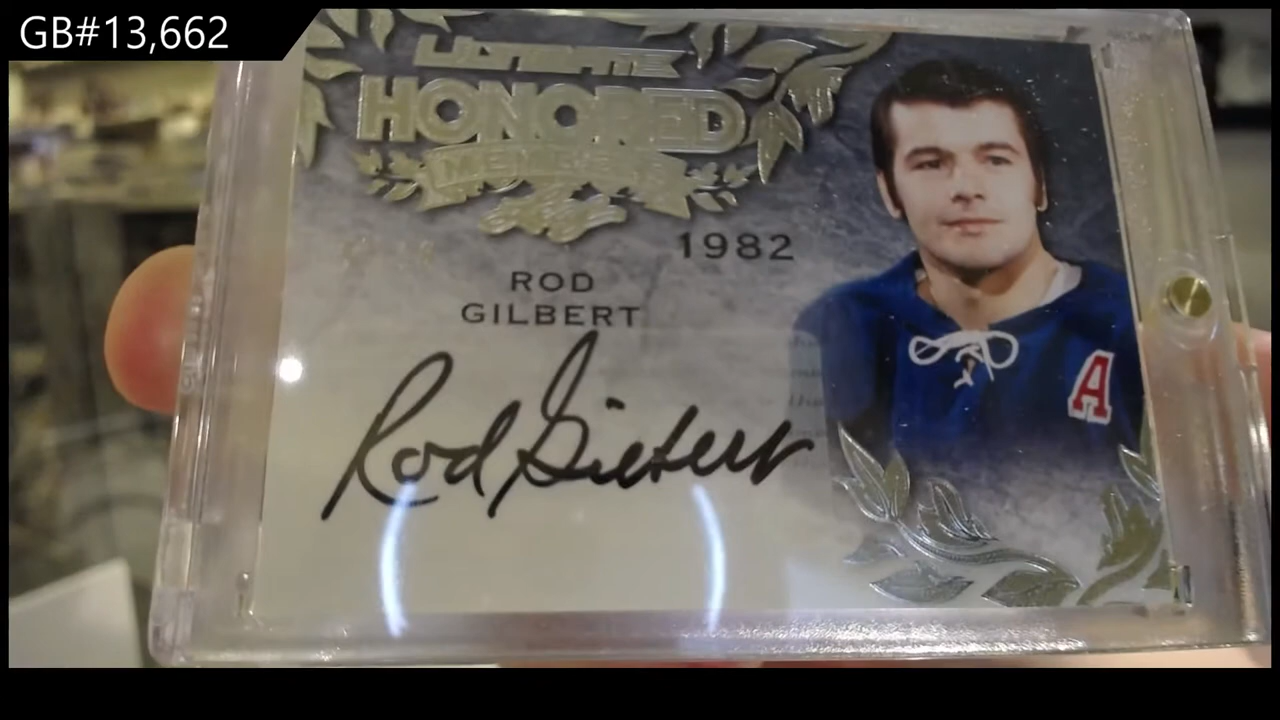 GB#13,662
ULTIMATE
HONORED
MEMBERS
1982
ROD
GILBERT
Rod Gilbert
A